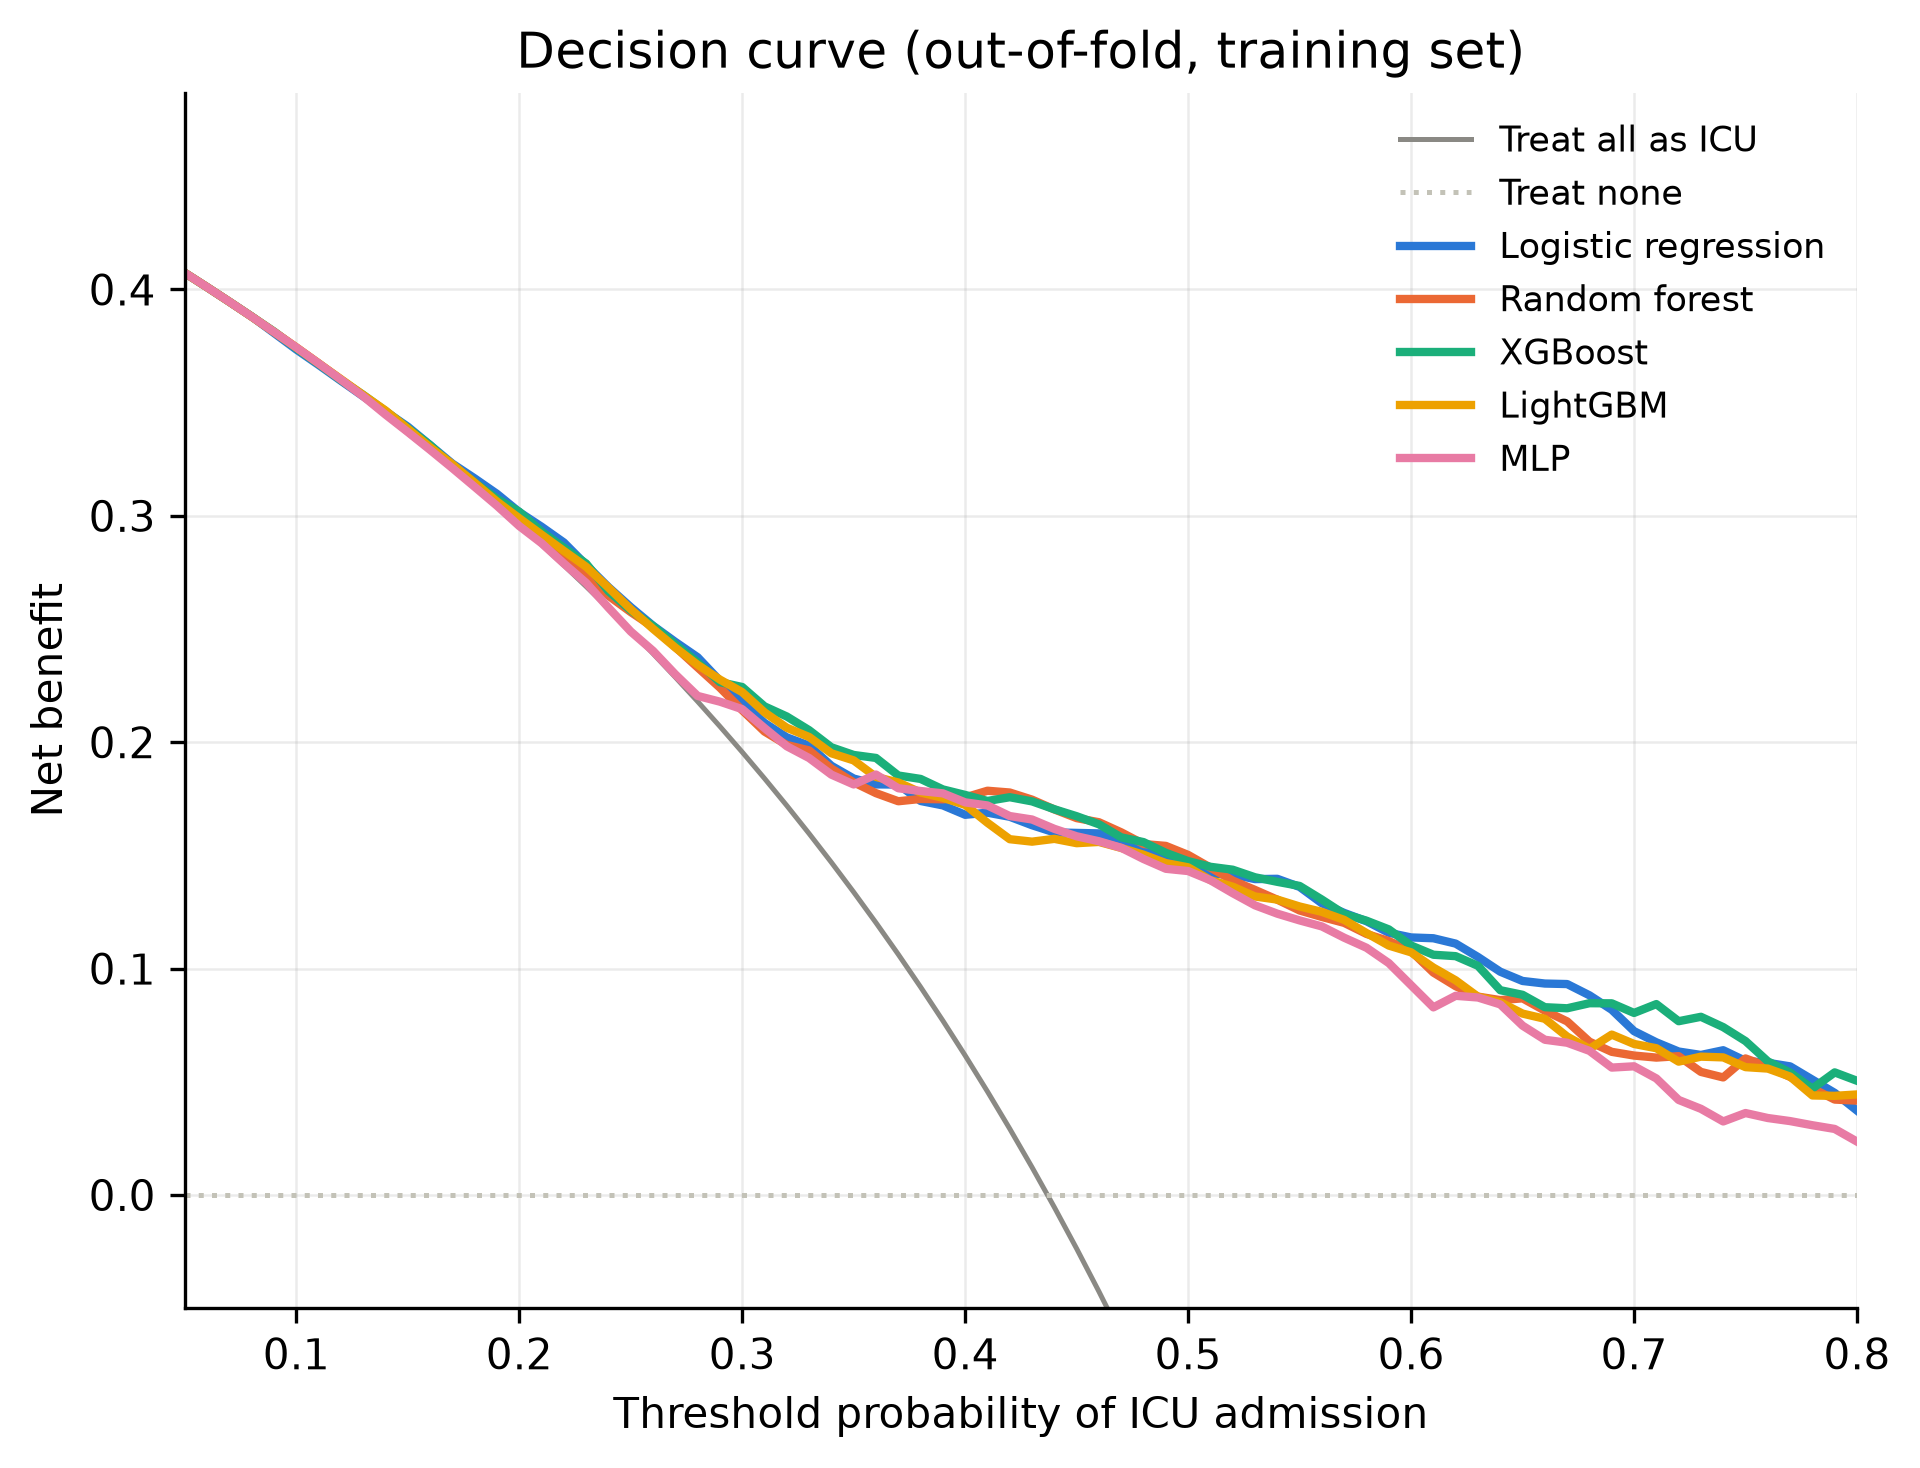 Decision curve (out-of-fold, training set)
Treat all as ICU
Treat none
Logistic regression
Random forest
XGBoost
LightGBM
MLP
Net benefit
0.4
0.3
0.2
0.1
0.0
0.1 0.2 0.3 0.4 0.5 0.6 0.7 0.8
Threshold probability of ICU admission